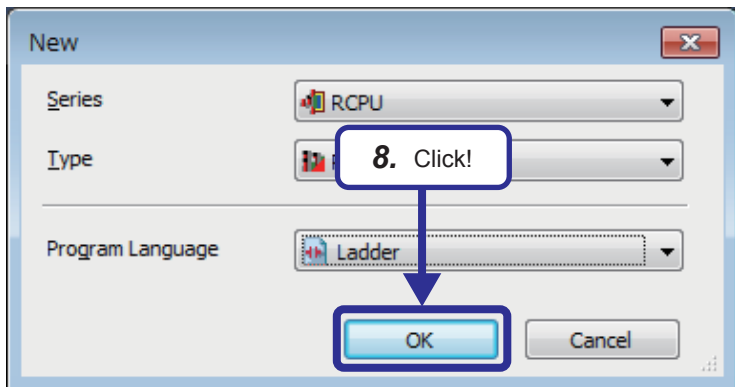 New
Series
RCPU
Type
8. Click!
Program Language
Ladder
OK
Cancel